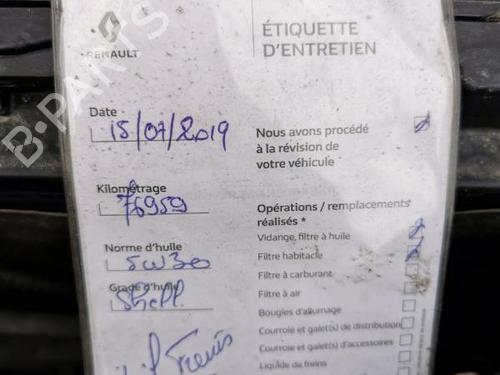 RENAULT
ÉTIQUETTE
D'ENTRETIEN
Date
15/07/2019
Nous avons procédé
à la révision de
votre véhicule
Kilométrage
76959
Opérations / remplacements
réalisés *
Vidange, filtre à huile
Norme d'huile
5W30
Filtre habitacle
Filtre à carburant
Grade d'huile
Shell
Filtre à air
Bougies d'allumage
Courroie et galet(s) de distribution
Courroie et galet(s) d'accessoires
Liquide de freins
B-PARTS